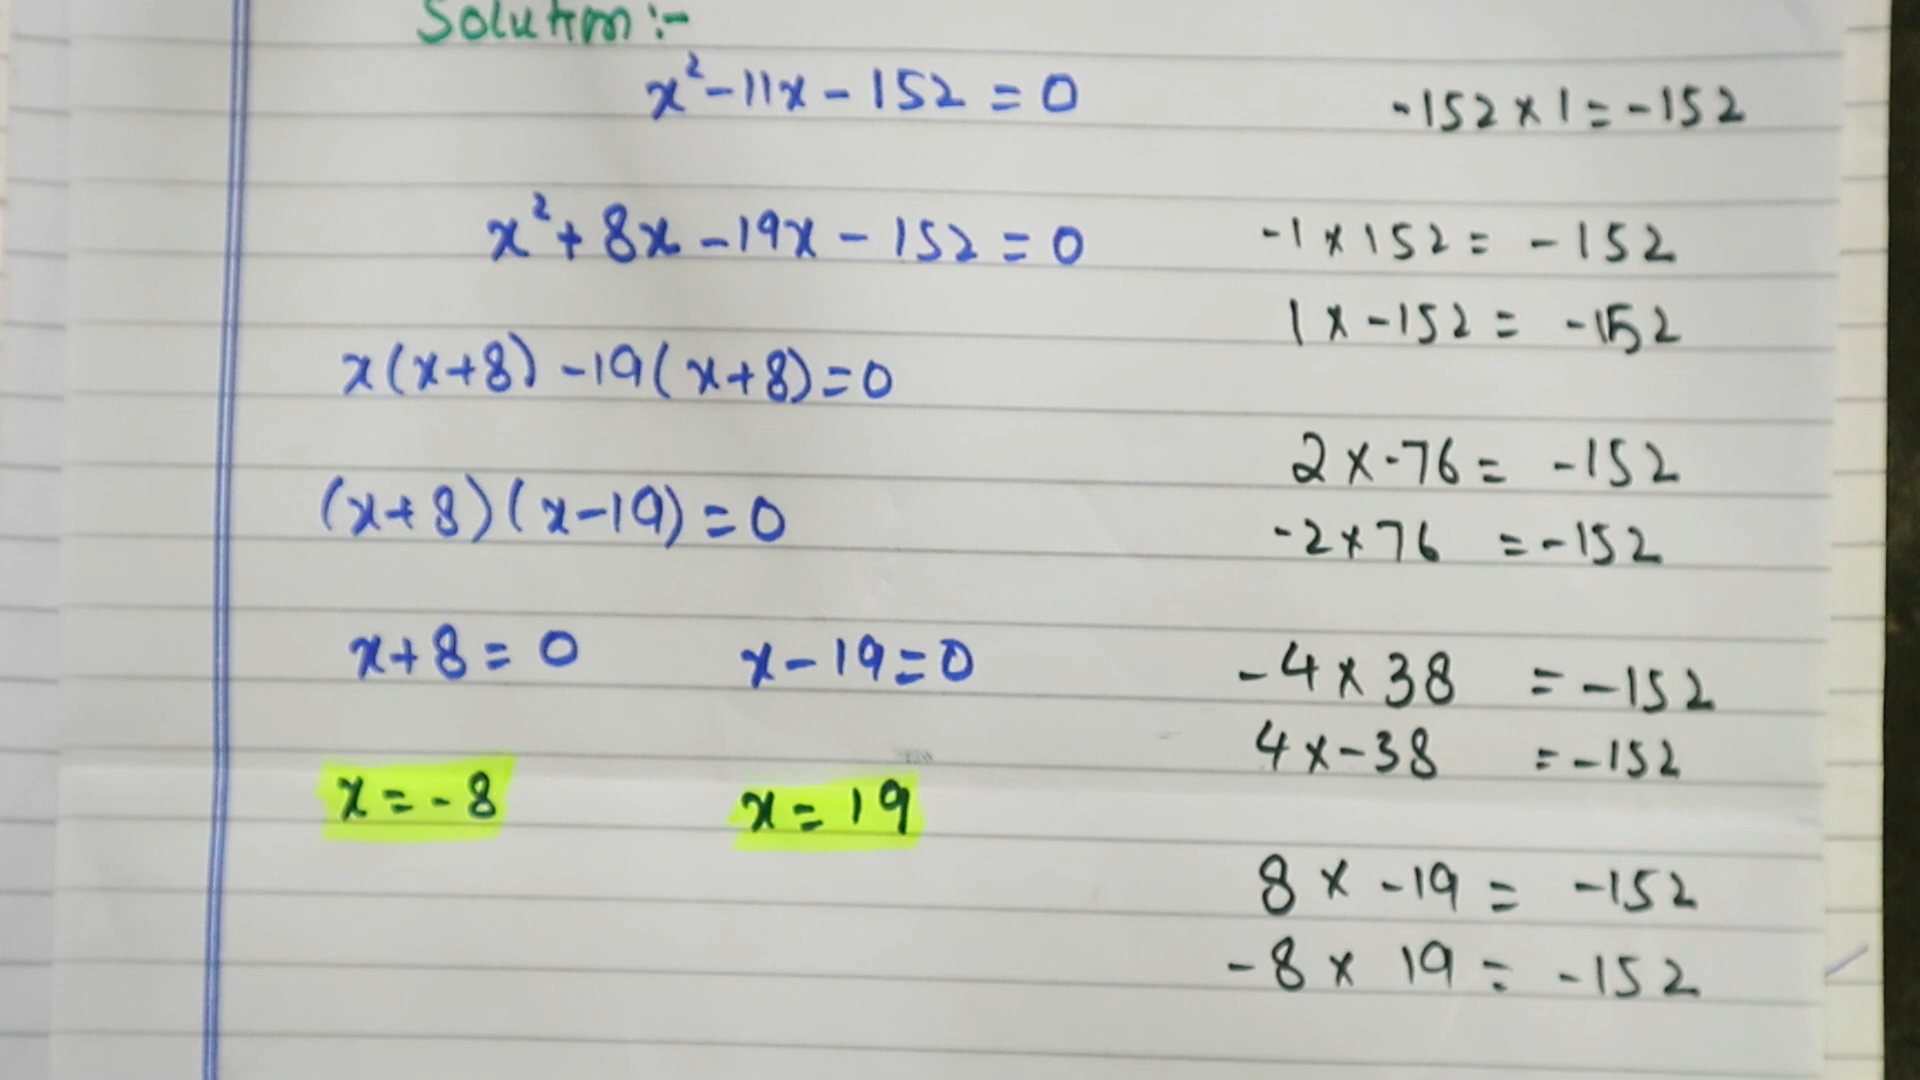 Solution :-
x² - 11x - 152 = 0
x² + 8x - 19x - 152 = 0
x(x+8) - 19(x+8) = 0
(x+8)(x-19) = 0
x+8 = 0 x-19 = 0
x = -8 x = 19
-152 x 1 = -152
-1 x 152 = -152
1 x -152 = -152
2 x -76 = -152
-2 x 76 = -152
-4 x 38 = -152
4 x -38 = -152
8 x -19 = -152
-8 x 19 = -152